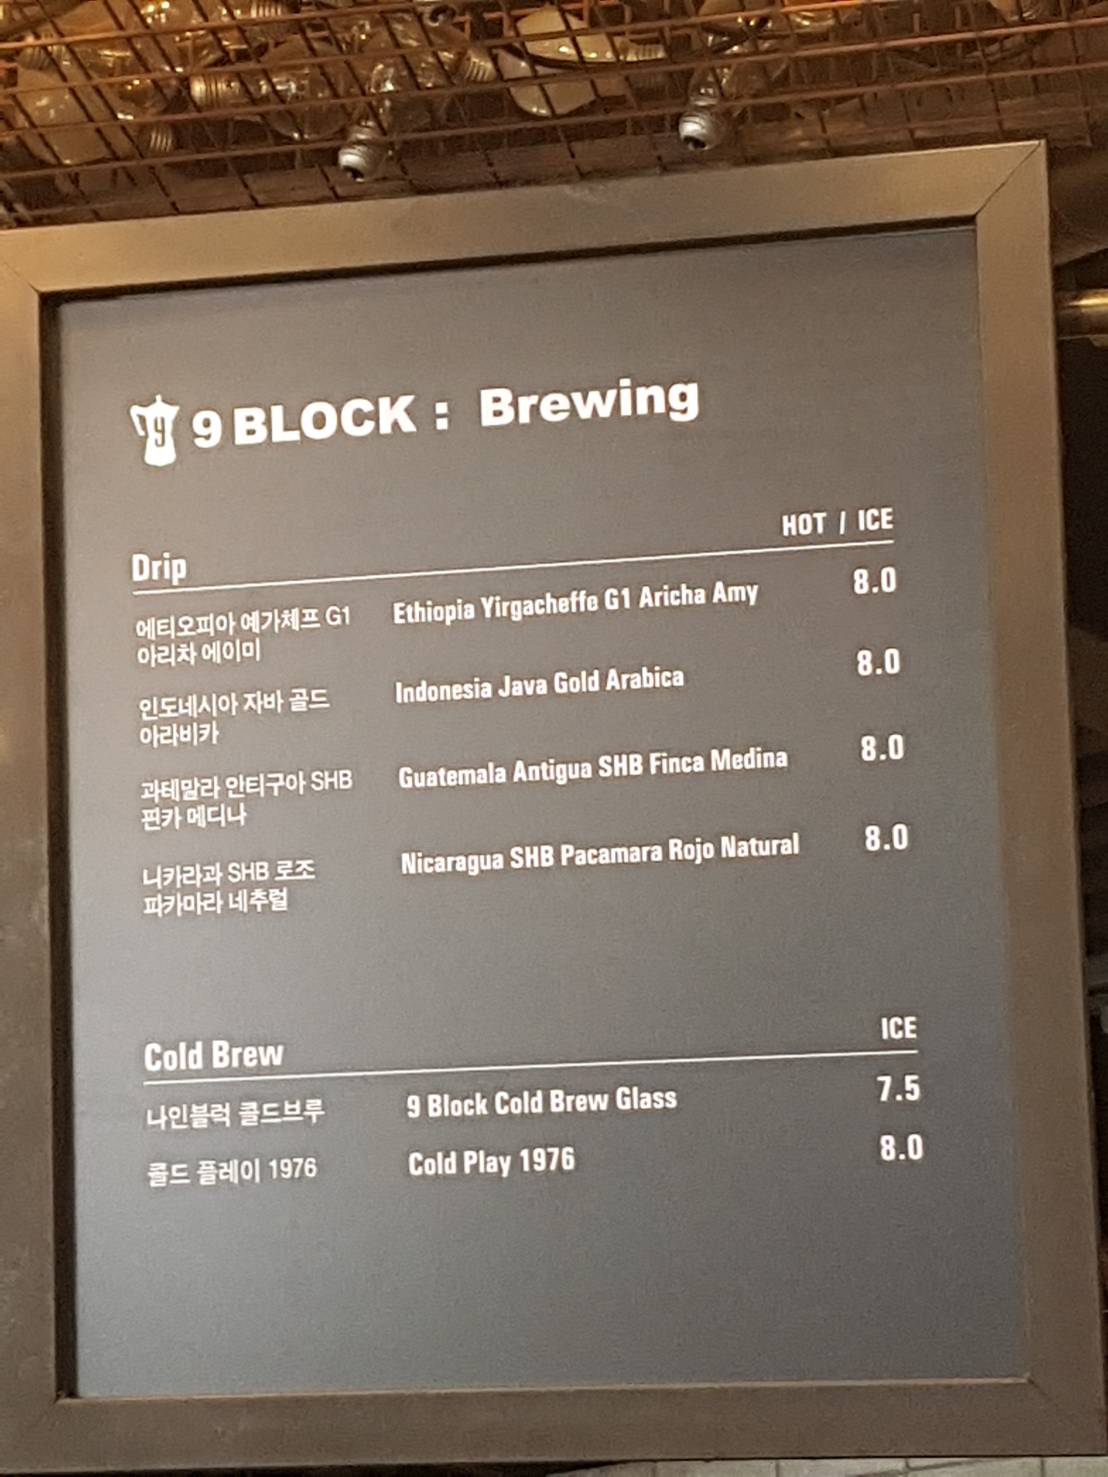 9 9 BLOCK : Brewing
HOT / ICE
Drip
에티오피아 예가체프 G1 Ethiopia Yirgacheffe G1 Aricha Amy 8.0
아리차 에이미
인도네시아 자바 골드 Indonesia Java Gold Arabica 8.0
아라비카
과테말라 안티구아 SHB Guatemala Antigua SHB Finca Medina 8.0
핀카 메디나
니카라과 SHB 로조 Nicaragua SHB Pacamara Rojo Natural 8.0
파카마라 네추럴
ICE
Cold Brew
나인블럭 콜드브루 9 Block Cold Brew Glass 7.5
콜드 플레이 1976 Cold Play 1976 8.0